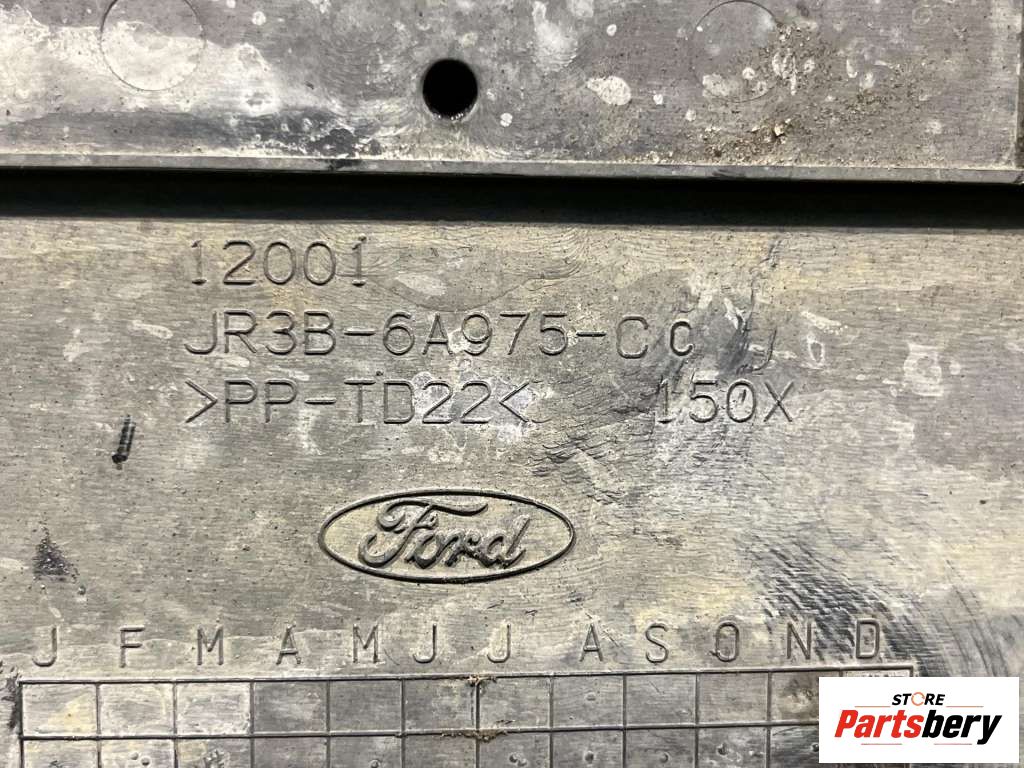 12001
JR3B-6A975-CC
>PP-TD22< 150X
Ford
J F M A M J J A S O N D
STORE
Partsbery